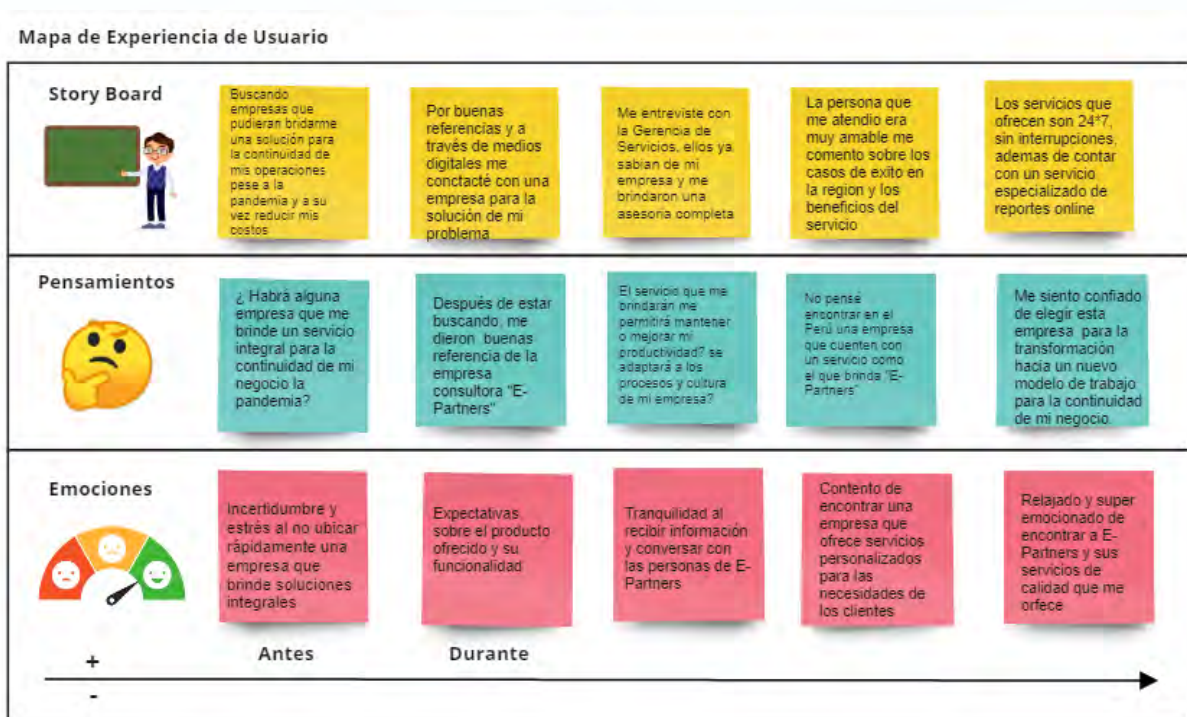 Mapa de Experiencia de Usuario
Story Board
Buscando
empresas que
pudieran bridarme
una solución para
la continuidad de
mis operaciones
pese a la
pandemia y a su
vez reducir mis
costos
Por buenas
referencias y a
través de medios
digitales me
conctacté con una
empresa para la
solución de mi
problema
Me entreviste con
la Gerencia de
Servicios, ellos ya
sabian de mi
empresa y me
brindaron una
asesoria completa
La persona que
me atendio era
muy amable me
comento sobre los
casos de exito en
la region y los
beneficios del
servicio
Los servicios que
ofrecen son 24*7,
sin interrupciones,
ademas de contar
con un servicio
especializado de
reportes online
Pensamientos
¿ Habrá alguna
empresa que me
brinde un servicio
integral para la
continuidad de mi
negocio la
pandemia?
Después de estar
buscando, me
dieron buenas
referencia de la
empresa
consultora "E-
Partners"
El servicio que me
brindarán me
permitirá mantener
o mejorar mi
productividad? se
adaptará a los
procesos y cultura
de mi empresa?
No pensé
encontrar en el
Perú una empresa
que cuenten con
un servicio como
el que brinda "E-
Partners"
Me siento confiado
de elegir esta
empresa para la
transformación
hacia un nuevo
modelo de trabajo
para la continuidad
de mi negocio.
Emociones
Incertidumbre y
estrés al no ubicar
rápidamente una
empresa que
brinde soluciones
integrales
Expectativas
sobre el producto
ofrecido y su
funcionalidad
Tranquilidad al
recibir información
y conversar con
las personas de E-
Partners
Contento de
encontrar una
empresa que
ofrece servicios
personalizados
para las
necesidades de
los clientes
Relajado y super
emocionado de
encontrar a E-
Partners y sus
servicios de
calidad que me
orfece
+
Antes
Durante
-